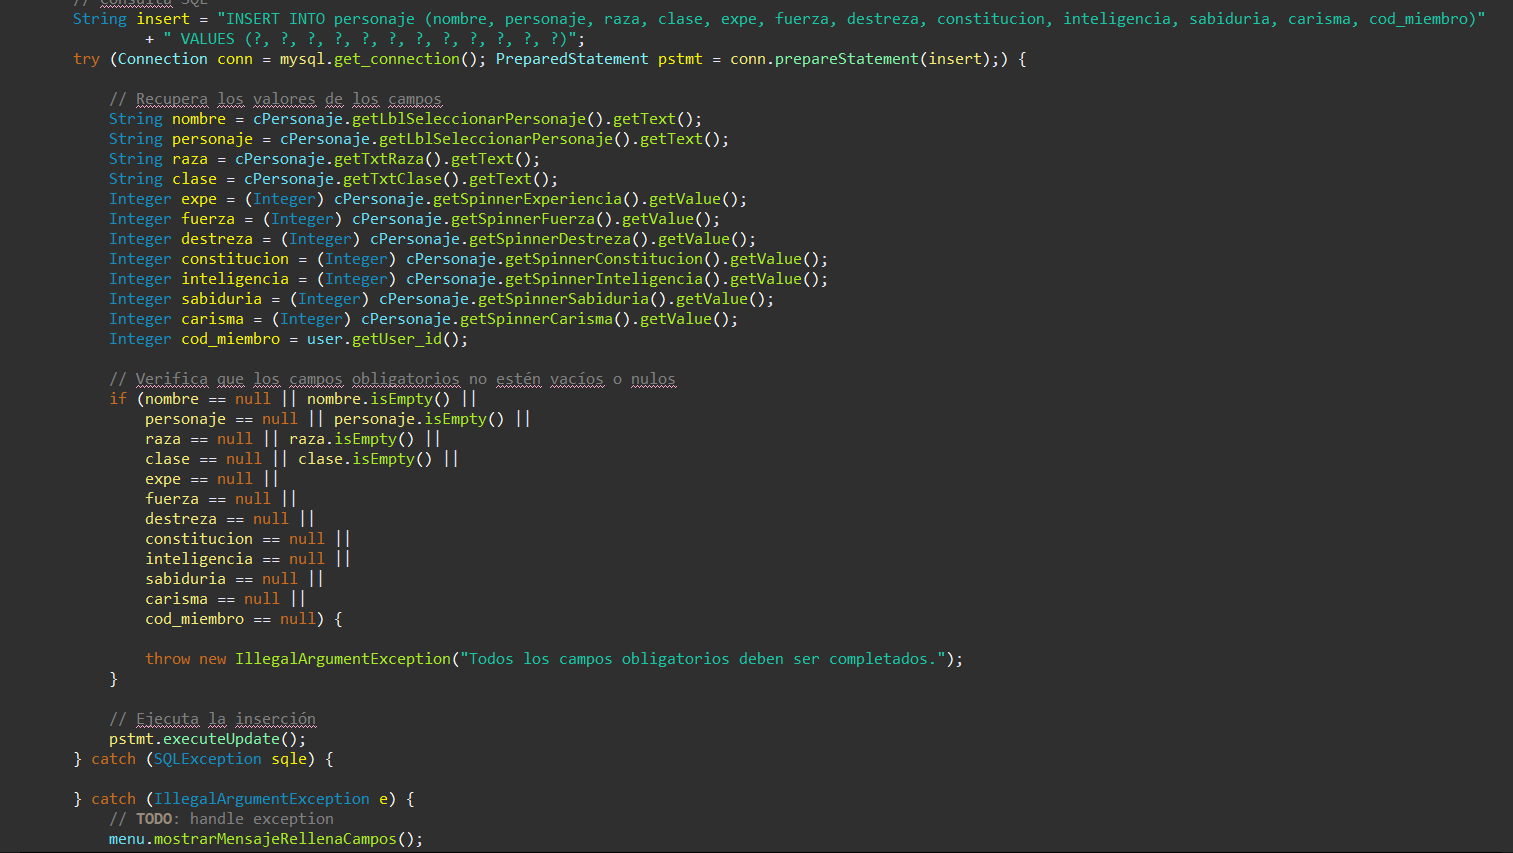 // Consulta SQL
String insert = "INSERT INTO personaje (nombre, personaje, raza, clase, expe, fuerza, destreza, constitucion, inteligencia, sabiduria, carisma, cod_miembro)"
+ " VALUES (?, ?, ?, ?, ?, ?, ?, ?, ?, ?, ?, ?)";
try (Connection conn = mysql.get_connection(); PreparedStatement pstmt = conn.prepareStatement(insert);) {
// Recupera los valores de los campos
String nombre = cPersonaje.getLblSeleccionarPersonaje().getText();
String personaje = cPersonaje.getLblSeleccionarPersonaje().getText();
String raza = cPersonaje.getTxtRaza().getText();
String clase = cPersonaje.getTxtClase().getText();
Integer expe = (Integer) cPersonaje.getSpinnerExperiencia().getValue();
Integer fuerza = (Integer) cPersonaje.getSpinnerFuerza().getValue();
Integer destreza = (Integer) cPersonaje.getSpinnerDestreza().getValue();
Integer constitucion = (Integer) cPersonaje.getSpinnerConstitucion().getValue();
Integer inteligencia = (Integer) cPersonaje.getSpinnerInteligencia().getValue();
Integer sabiduria = (Integer) cPersonaje.getSpinnerSabiduria().getValue();
Integer carisma = (Integer) cPersonaje.getSpinnerCarisma().getValue();
Integer cod_miembro = user.getUser_id();
// Verifica que los campos obligatorios no estén vacíos o nulos
if (nombre == null || nombre.isEmpty() ||
personaje == null || personaje.isEmpty() ||
raza == null || raza.isEmpty() ||
clase == null || clase.isEmpty() ||
expe == null ||
fuerza == null ||
destreza == null ||
constitucion == null ||
inteligencia == null ||
sabiduria == null ||
carisma == null ||
cod_miembro == null) {
throw new IllegalArgumentException("Todos los campos obligatorios deben ser completados.");
}
// Ejecuta la inserción
pstmt.executeUpdate();
} catch (SQLException sqle) {
} catch (IllegalArgumentException e) {
// TODO: handle exception
menu.mostrarMensajeRellenaCampos();